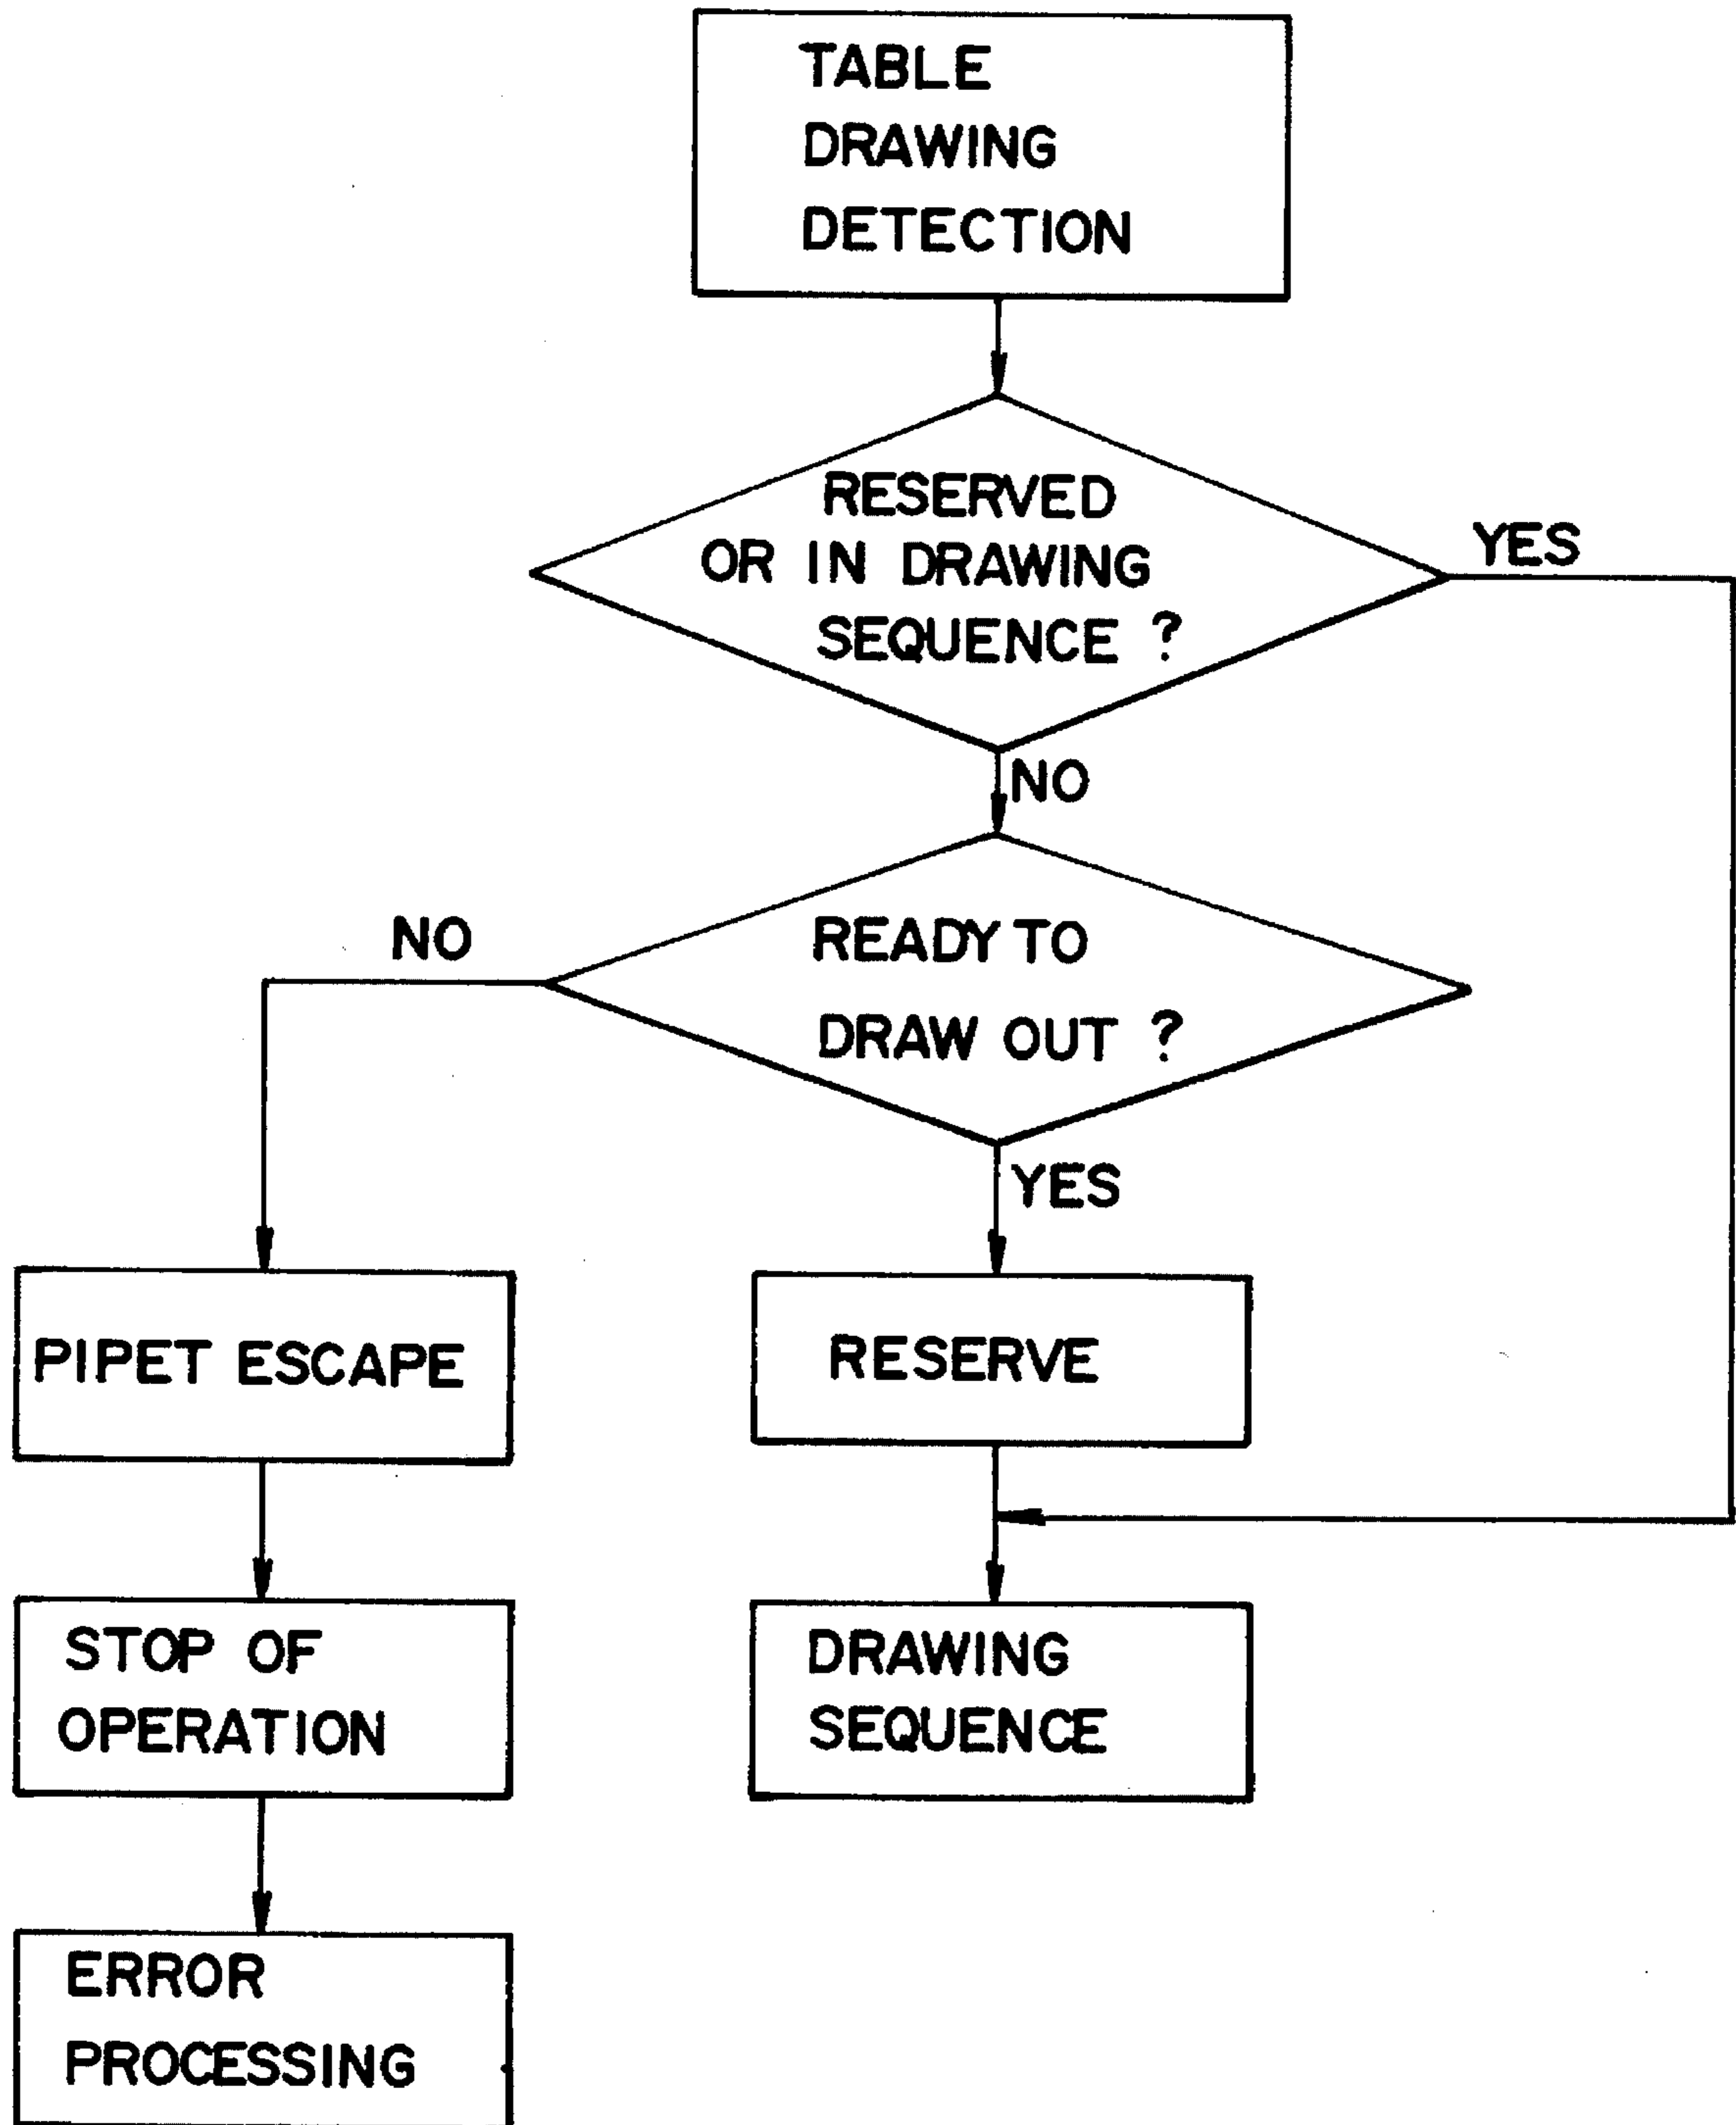 TABLE
DRAWING
DETECTION
RESERVED
OR IN DRAWING
SEQUENCE ?
YES
NO
READY TO
DRAW OUT ?
NO
YES
PIPET ESCAPE
RESERVE
STOP OF
OPERATION
DRAWING
SEQUENCE
ERROR
PROCESSING